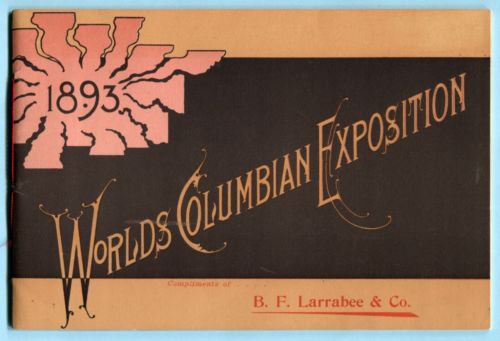 1893
WORLDS COLUMBIAN EXPOSITION
Compliments of . . . .
B. F. Larrabee & Co.